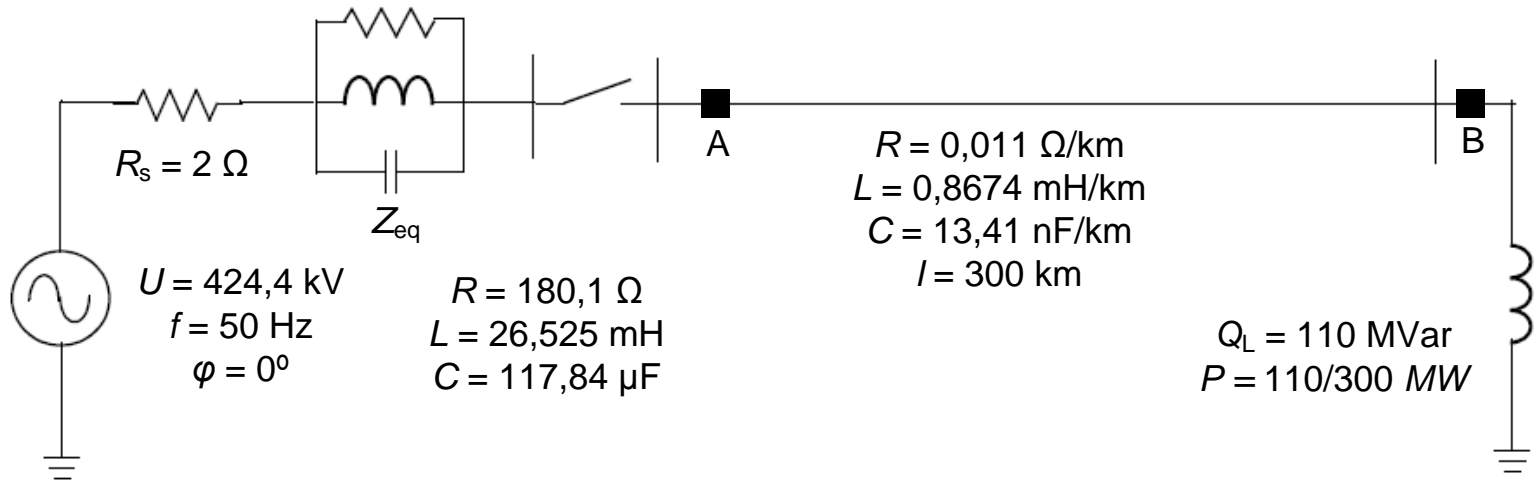 Rs = 2 Ω
Zeq
A
B
R = 0,011 Ω/km
L = 0,8674 mH/km
C = 13,41 nF/km
l = 300 km
U = 424,4 kV
f = 50 Hz
φ = 0º
R = 180,1 Ω
L = 26,525 mH
C = 117,84 µF
QL = 110 MVar
P = 110/300 MW